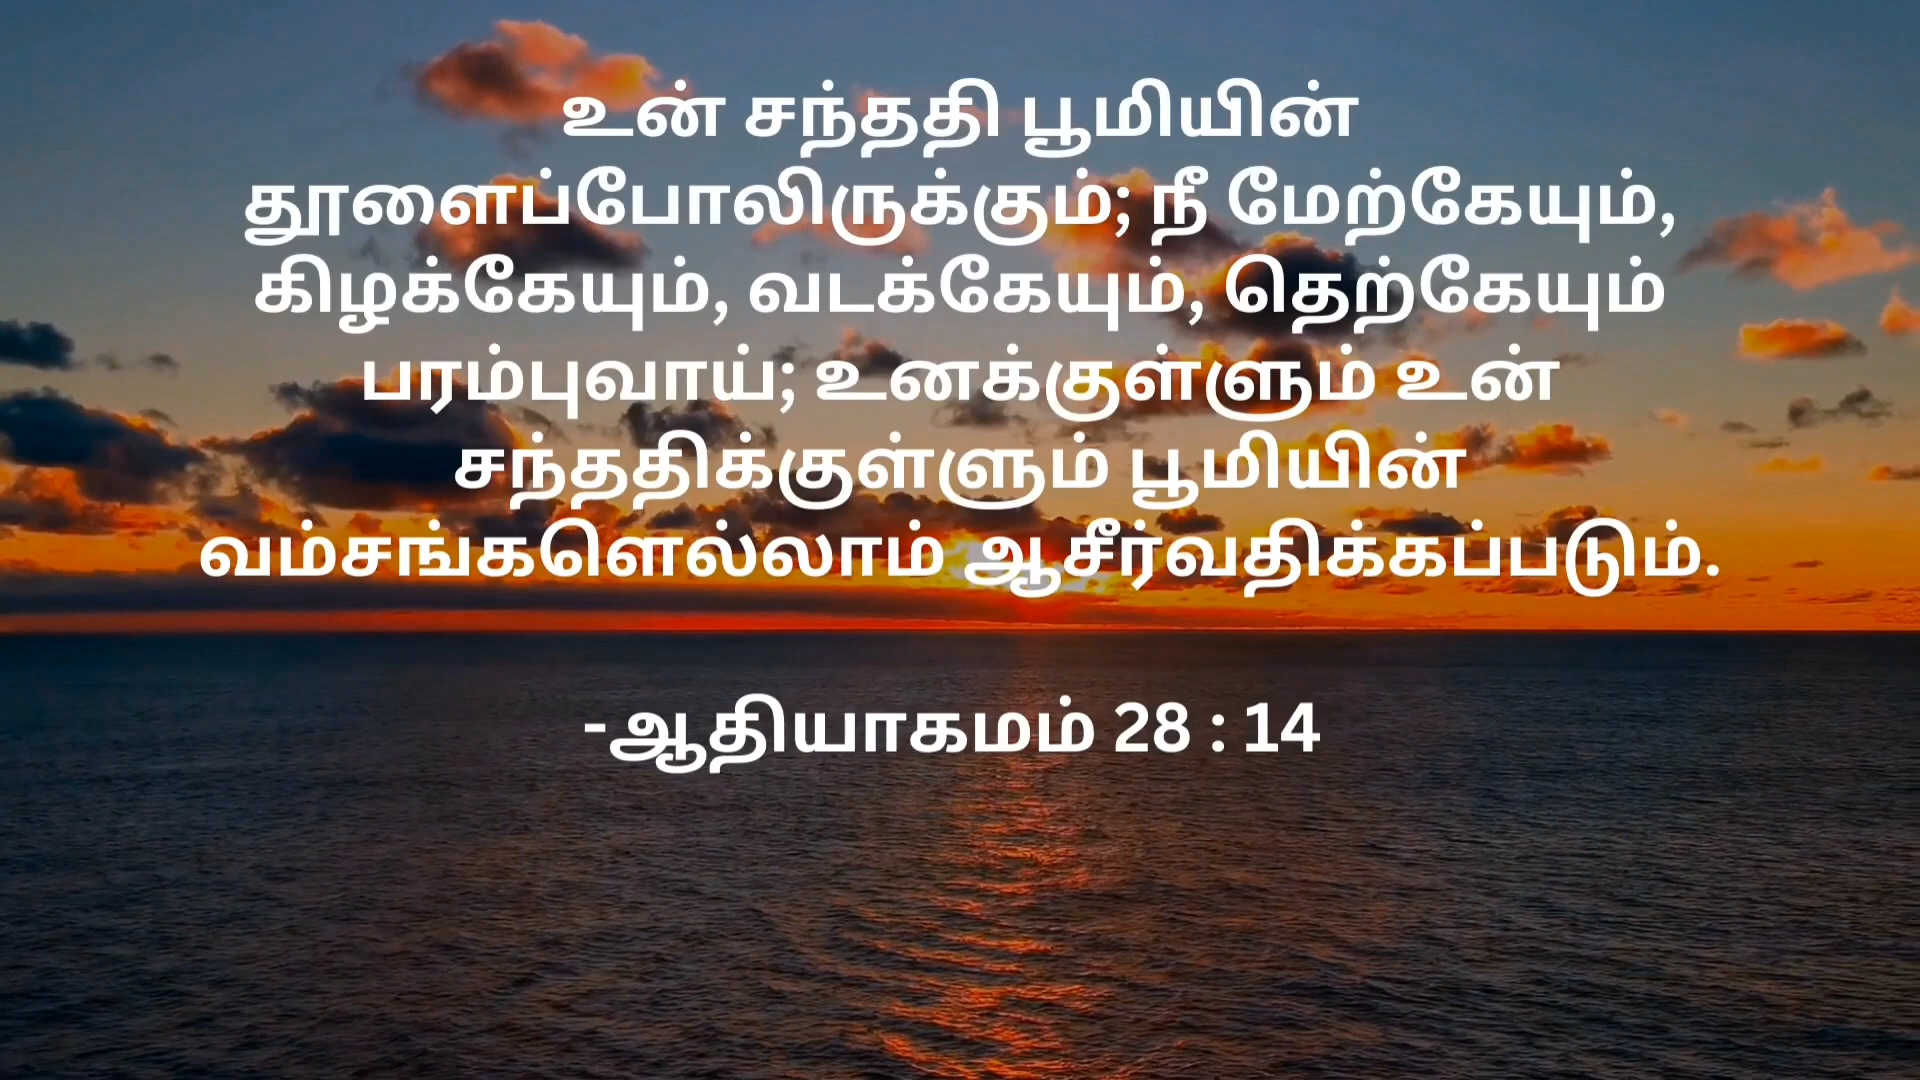 உன் சந்ததி பூமியின்
தூளைப்போலிருக்கும்; நீ மேற்கேயும்,
கிழக்கேயும், வடக்கேயும், தெற்கேயும்
பரம்புவாய்; உனக்குள்ளும் உன்
சந்ததிக்குள்ளும் பூமியின்
வம்சங்களெல்லாம் ஆசீர்வதிக்கப்படும்.
-ஆதியாகமம் 28 : 14